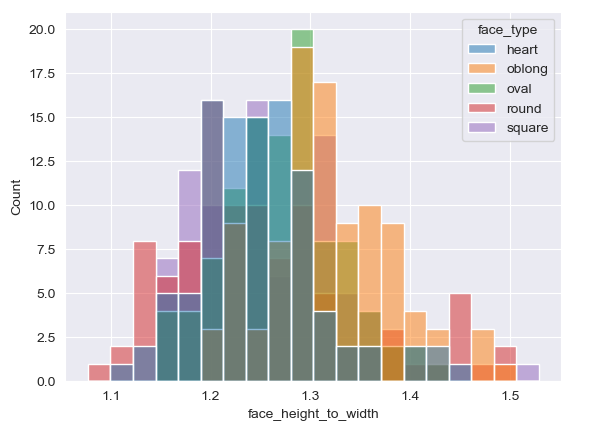 face_type
heart
oblong
oval
round
square
20.0
17.5
15.0
12.5
10.0
7.5
5.0
2.5
0.0
Count
1.1 1.2 1.3 1.4 1.5
face_height_to_width